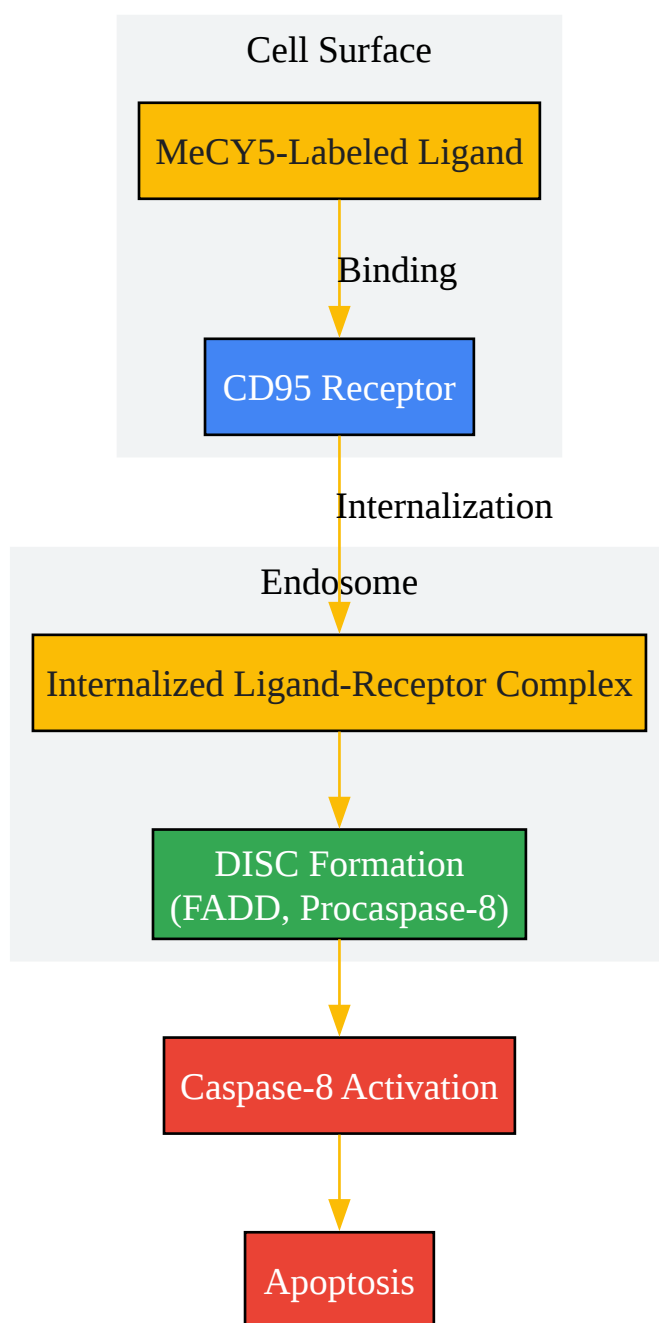 Cell Surface
MeCY5-Labeled Ligand
Binding
CD95 Receptor
Internalization
Endosome
Internalized Ligand-Receptor Complex
DISC Formation
(FADD, Procaspase-8)
Caspase-8 Activation
Apoptosis